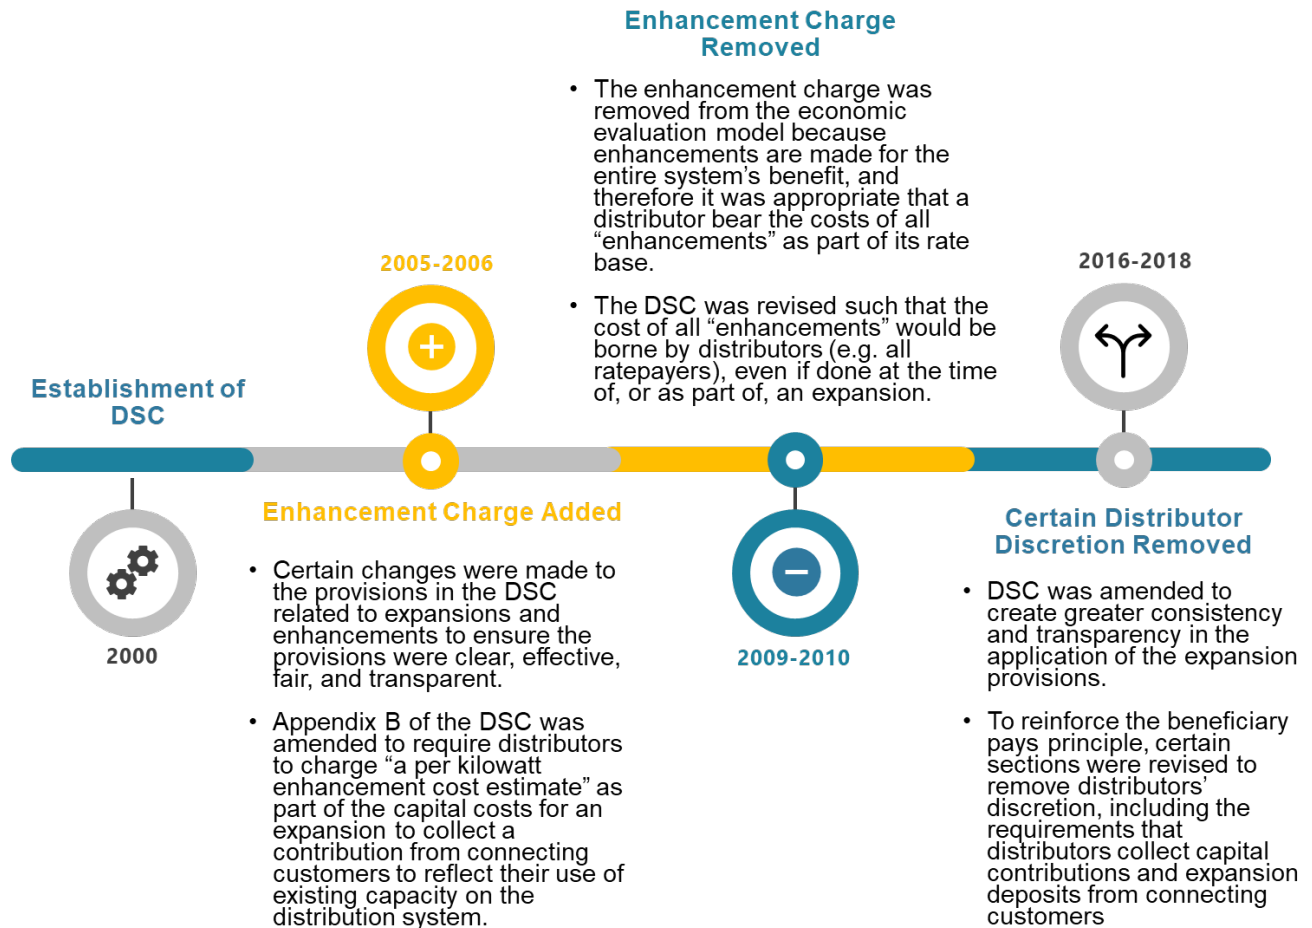 Establishment of
DSC
2000
2005-2006
Enhancement Charge Added
• Certain changes were made to
the provisions in the DSC
related to expansions and
enhancements to ensure the
provisions were clear, effective,
fair, and transparent.
• Appendix B of the DSC was
amended to require distributors
to charge “a per kilowatt
enhancement cost estimate” as
part of the capital costs for an
expansion to collect a
contribution from connecting
customers to reflect their use of
existing capacity on the
distribution system.
Enhancement Charge
Removed
• The enhancement charge was
removed from the economic
evaluation model because
enhancements are made for the
entire system’s benefit, and
therefore it was appropriate that a
distributor bear the costs of all
“enhancements” as part of its rate
base.
• The DSC was revised such that the
cost of all “enhancements” would be
borne by distributors (e.g. all
ratepayers), even if done at the time
of, or as part of, an expansion.
2009-2010
2016-2018
Certain Distributor
Discretion Removed
• DSC was amended to
create greater consistency
and transparency in the
application of the expansion
provisions.
• To reinforce the beneficiary
pays principle, certain
sections were revised to
remove distributors’
discretion, including the
requirements that
distributors collect capital
contributions and expansion
deposits from connecting
customers